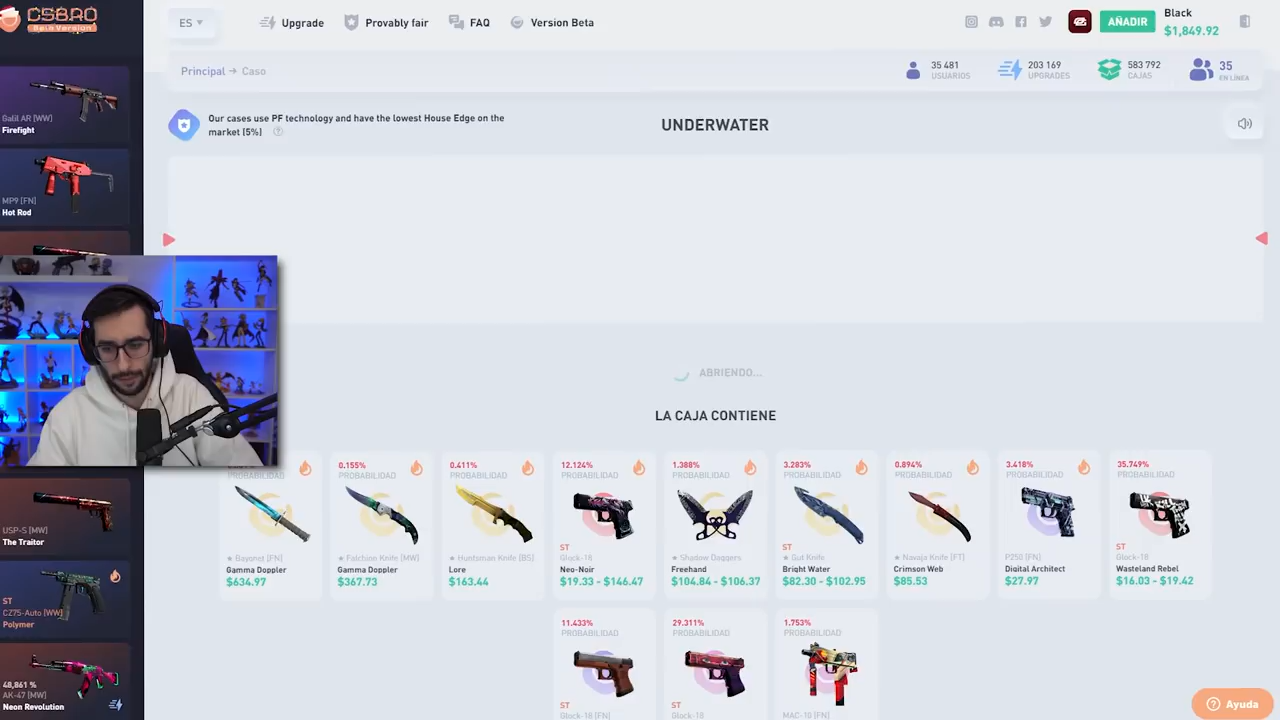 CSBRO
Beta Version
ES
Upgrade
Provably fair
FAQ
Version Beta
AÑADIR
Black
$1,849.92
Principal → Caso
35 481
USUARIOS
203 169
UPGRADES
583 792
CAJAS
35
EN LÍNEA
Our cases use PF technology and have the lowest House Edge on the
market (5%)
UNDERWATER
Galil AR [WW]
Firefight
MP9 [FN]
Hot Rod
USP-S [MW]
The Traitor
ST
CZ75-Auto [WW]
Polymer
48,861 %
AK-47 [MW]
Neon Revolution
ABRIENDO...
LA CAJA CONTIENE
PROBABILIDAD
★ Bayonet [FN]
Gamma Doppler
$634.97
0.155%
PROBABILIDAD
★ Falchion Knife [MW]
Gamma Doppler
$367.73
0.411%
PROBABILIDAD
★ Huntsman Knife [BS]
Lore
$163.44
12.124%
PROBABILIDAD
ST
Glock-18
Neo-Noir
$19.33 - $146.47
1.388%
PROBABILIDAD
★ Shadow Daggers
Freehand
$104.84 - $106.37
3.283%
PROBABILIDAD
ST
★ Gut Knife
Bright Water
$82.30 - $102.95
0.894%
PROBABILIDAD
★ Navaja Knife [FT]
Crimson Web
$85.53
3.418%
PROBABILIDAD
P250 [FN]
Digital Architect
$27.97
35.749%
PROBABILIDAD
ST
Glock-18
Wasteland Rebel
$16.03 - $19.42
11.433%
PROBABILIDAD
ST
Glock-18 [FN]
29.311%
PROBABILIDAD
ST
Glock-18
1.753%
PROBABILIDAD
MAC-10 [FN]
Ayuda